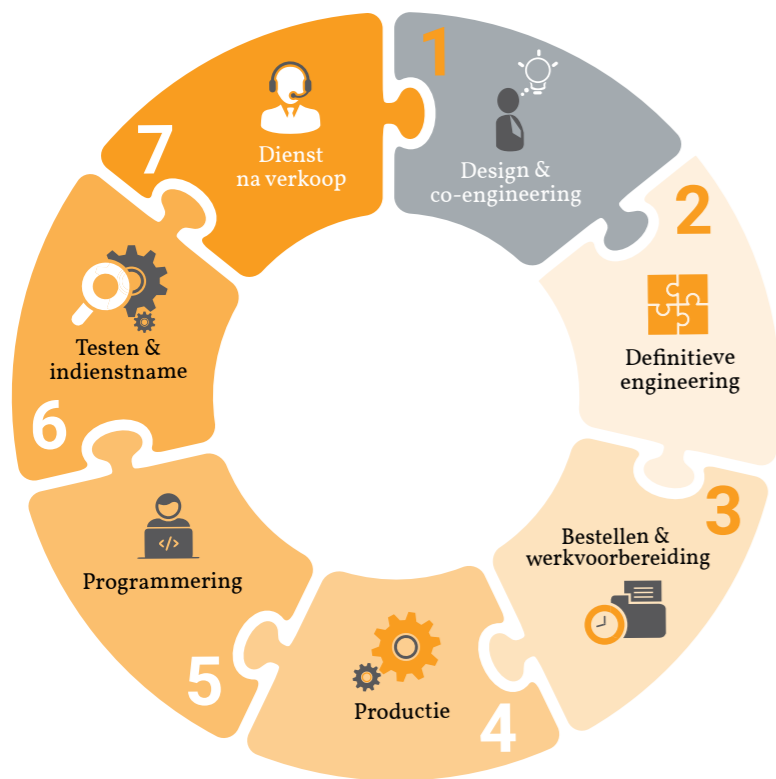 1
Design &
co-engineering
2
Definitieve
engineering
3
Bestellen &
werkvoorbereiding
4
Productie
5
Programmering
</>
6
Testen &
indienstname
7
Dienst
na verkoop